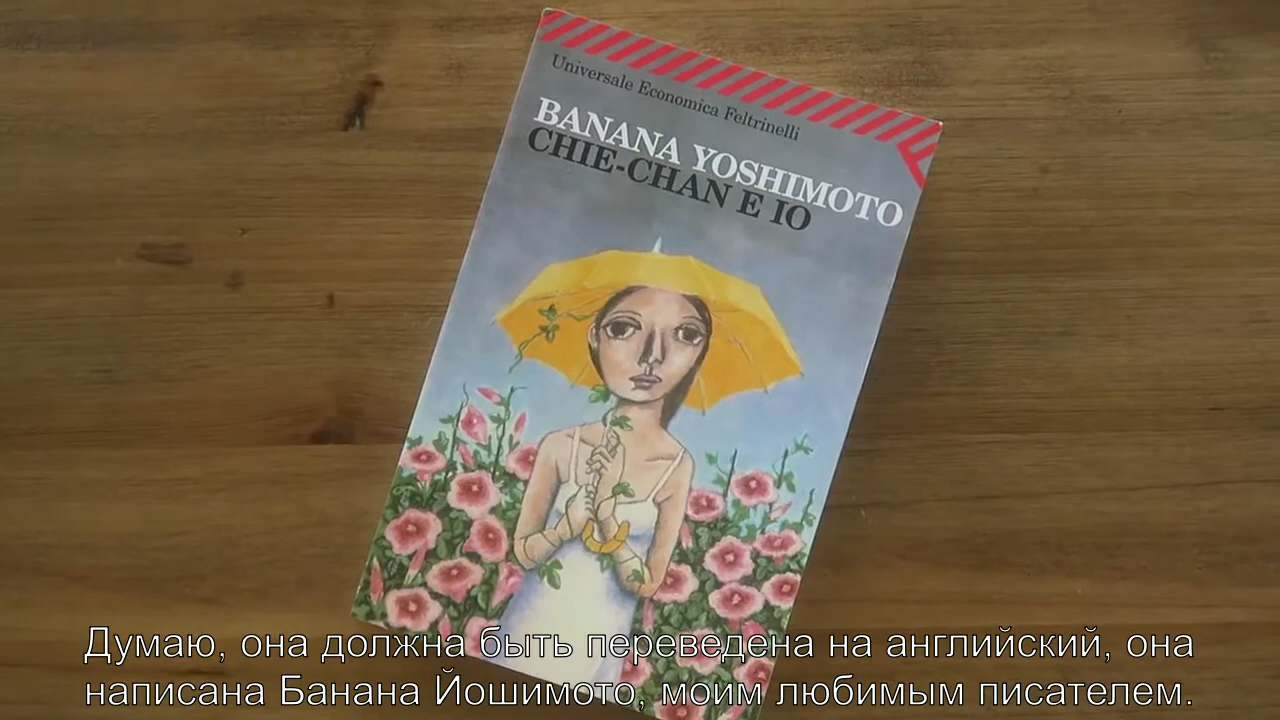 Universale Economica Feltrinelli
BANANA YOSHIMOTO
CHIE-CHAN E IO
Думаю, она должна быть переведена на английский, она
написана Банана Йошимото, моим любимым писателем.